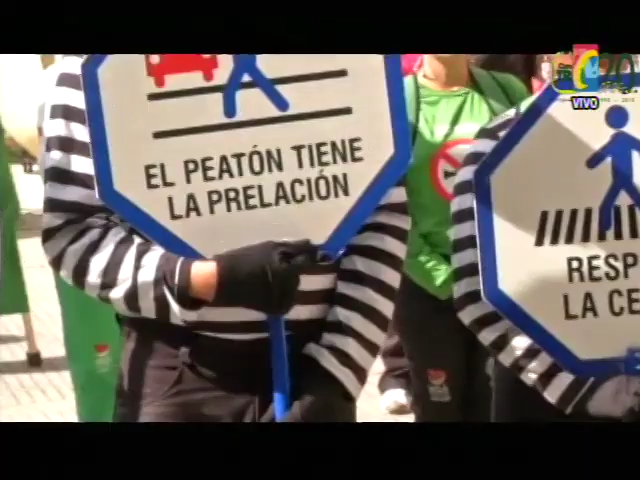 EL PEATÓN TIENE
LA PRELACIÓN
RESP
LA CE
VIVO